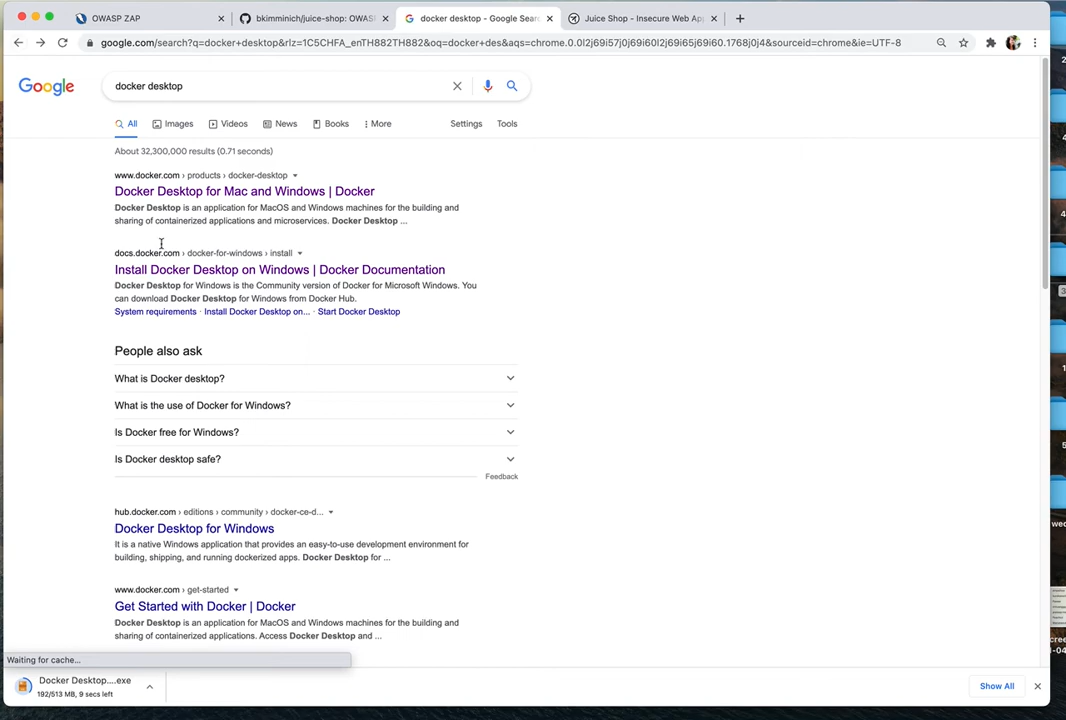 OWASP ZAP
bkimminich/juice-shop: OWAS
docker desktop - Google Sear
Juice Shop - Insecure Web App
google.com/search?q=docker+desktop&rlz=1C5CHFA_enTH882TH882&oq=docker+des&aqs=chrome.0.0l2j69i57j0j69i60l2j69i65j69i60.1768j0j4&sourceid=chrome&ie=UTF-8
Google
docker desktop
All
Images
Videos
News
Books
More
Settings
Tools
About 32,300,000 results (0.71 seconds)
www.docker.com › products › docker-desktop
Docker Desktop for Mac and Windows | Docker
Docker Desktop is an application for MacOS and Windows machines for the building and
sharing of containerized applications and microservices. Docker Desktop ...
docs.docker.com › docker-for-windows › install
Install Docker Desktop on Windows | Docker Documentation
Docker Desktop for Windows is the Community version of Docker for Microsoft Windows. You
can download Docker Desktop for Windows from Docker Hub.
System requirements · Install Docker Desktop on... · Start Docker Desktop
People also ask
What is Docker desktop?
What is the use of Docker for Windows?
Is Docker free for Windows?
Is Docker desktop safe?
Feedback
hub.docker.com › editions › community › docker-ce-d...
Docker Desktop for Windows
It is a native Windows application that provides an easy-to-use development environment for
building, shipping, and running dockerized apps. Docker Desktop for ...
www.docker.com › get-started
Get Started with Docker | Docker
Docker Desktop is an application for MacOS and Windows machines for the building and
sharing of containerized applications. Access Docker Desktop and ...
Waiting for cache...
Docker Desktop....exe
192/513 MB, 9 secs left
Show All